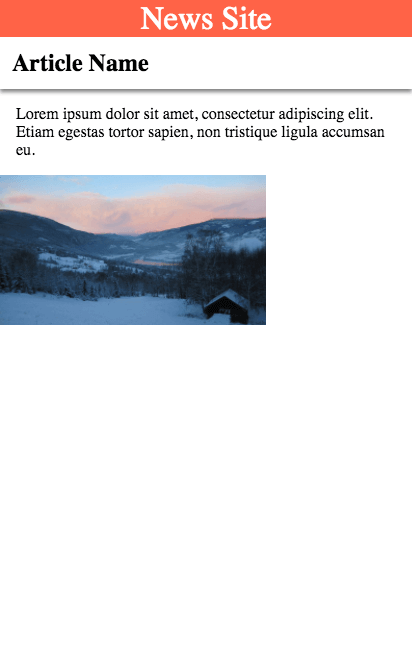 News Site
Article Name
Lorem ipsum dolor sit amet, consectetur adipiscing elit.
Etiam egestas tortor sapien, non tristique ligula accumsan
eu.